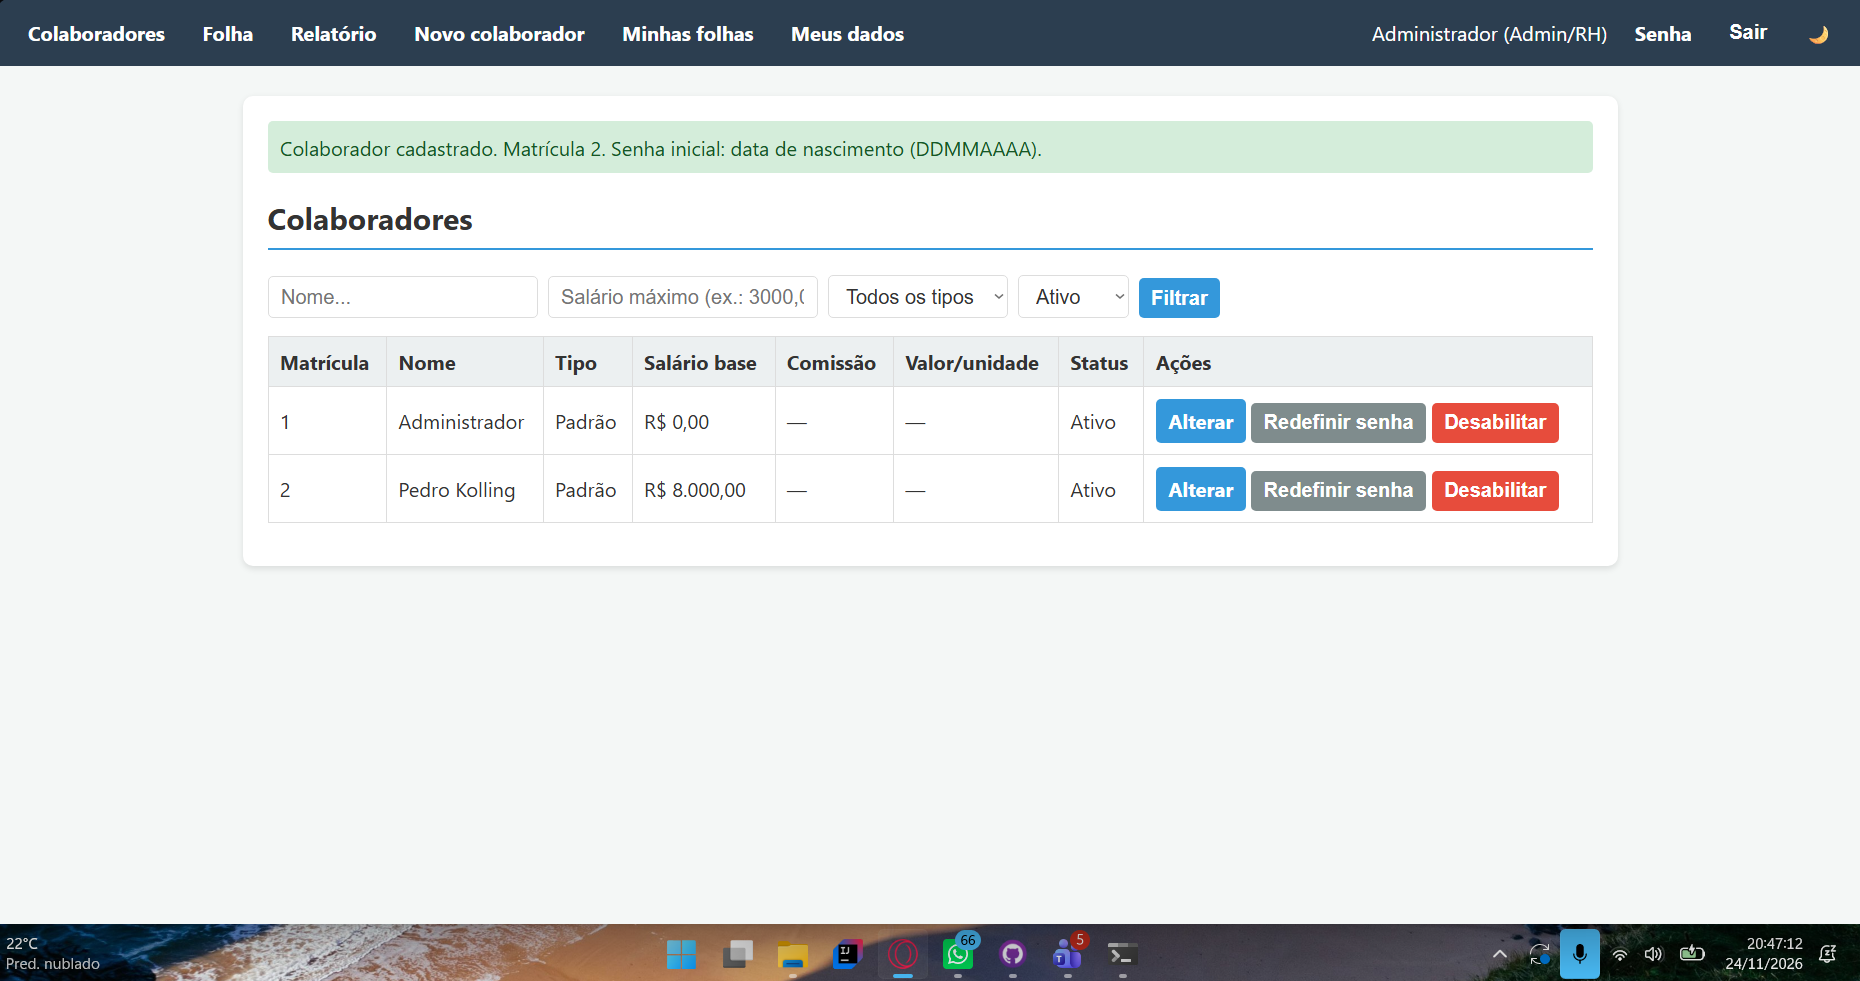 Colaboradores Folha Relatório Novo colaborador Minhas folhas Meus dados Administrador (Admin/RH) Senha Sair
Colaborador cadastrado. Matrícula 2. Senha inicial: data de nascimento (DDMMAAAA).
Colaboradores
Nome... Salário máximo (ex.: 3000,0 Todos os tipos Ativo Filtrar
Matrícula Nome Tipo Salário base Comissão Valor/unidade Status Ações
1 Administrador Padrão R$ 0,00 — — Ativo Alterar Redefinir senha Desabilitar
2 Pedro Kolling Padrão R$ 8.000,00 — — Ativo Alterar Redefinir senha Desabilitar
22°C
Pred. nublado
IJ
66
T
5
20:47:12
24/11/2026